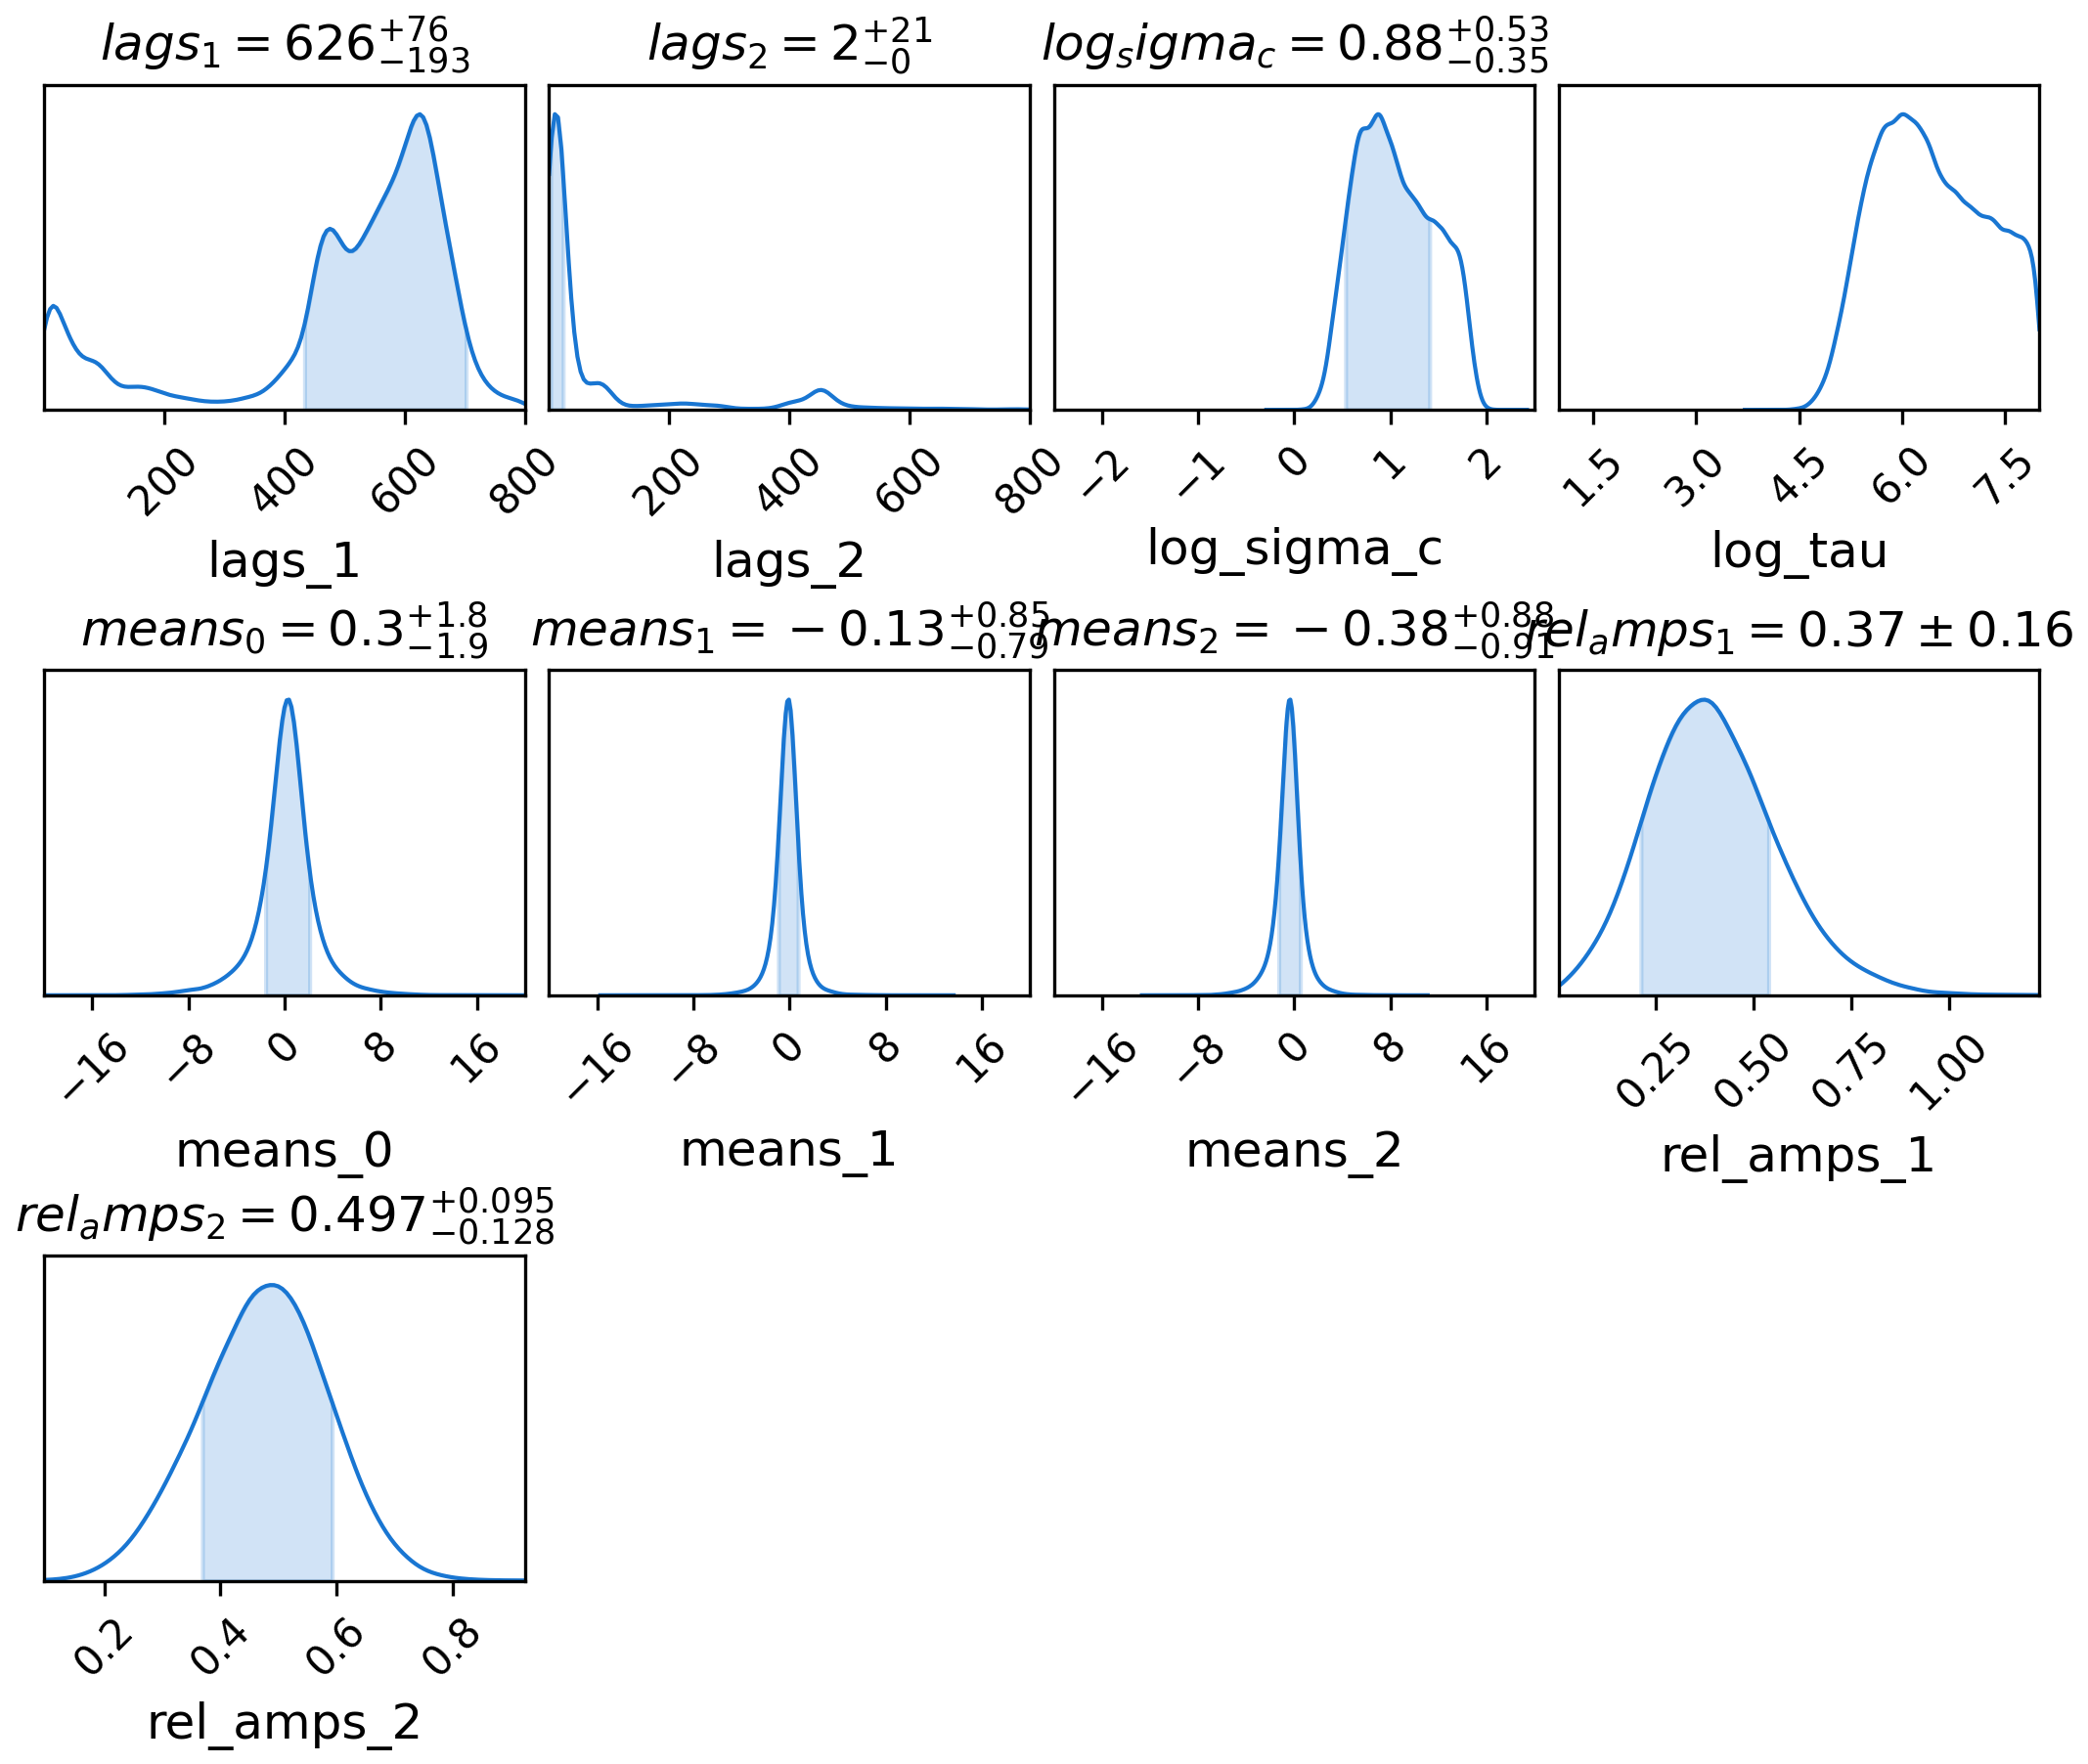 lags₁ = 626⁺⁷⁶₋₁₉₃ lags₂ = 2⁺²¹₋₀ logₛigma_c = 0.88⁺⁰·⁵³₋₀.₃₅
200 400 600 800 200 400 600 800 −2 −1 0 1 2 1.5 3.0 4.5 6.0 7.5
lags_1 lags_2 log_sigma_c log_tau
means₀ = 0.3⁺¹·⁸₋₁.₉ means₁ = −0.13⁺⁰·⁸⁵₋₀.₇₉ means₂ = −0.38⁺⁰·⁸⁸₋₀.₉₁ relₐmps₁ = 0.37 ± 0.16
−16 −8 0 8 16 −16 −8 0 8 16 −16 −8 0 8 16 0.25 0.50 0.75 1.00
means_0 means_1 means_2 rel_amps_1
relₐmps₂ = 0.497⁺⁰·⁰⁹⁵₋₀.₁₂₈
0.2 0.4 0.6 0.8
rel_amps_2